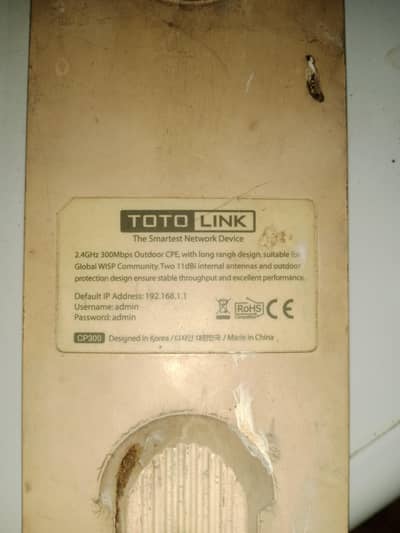 TOTO LINK
The Smartest Network Device
2.4GHz 300Mbps Outdoor CPE, with long range design, suitable for
Global WISP Community. Two 11dBi internal antennas and outdoor
protection design ensure stable throughput and excellent performance.
Default IP Address: 192.168.1.1
Username: admin
Password: admin
RoHS
CE
CP300 Designed in Korea / 디자인 대한민국 / Made in China